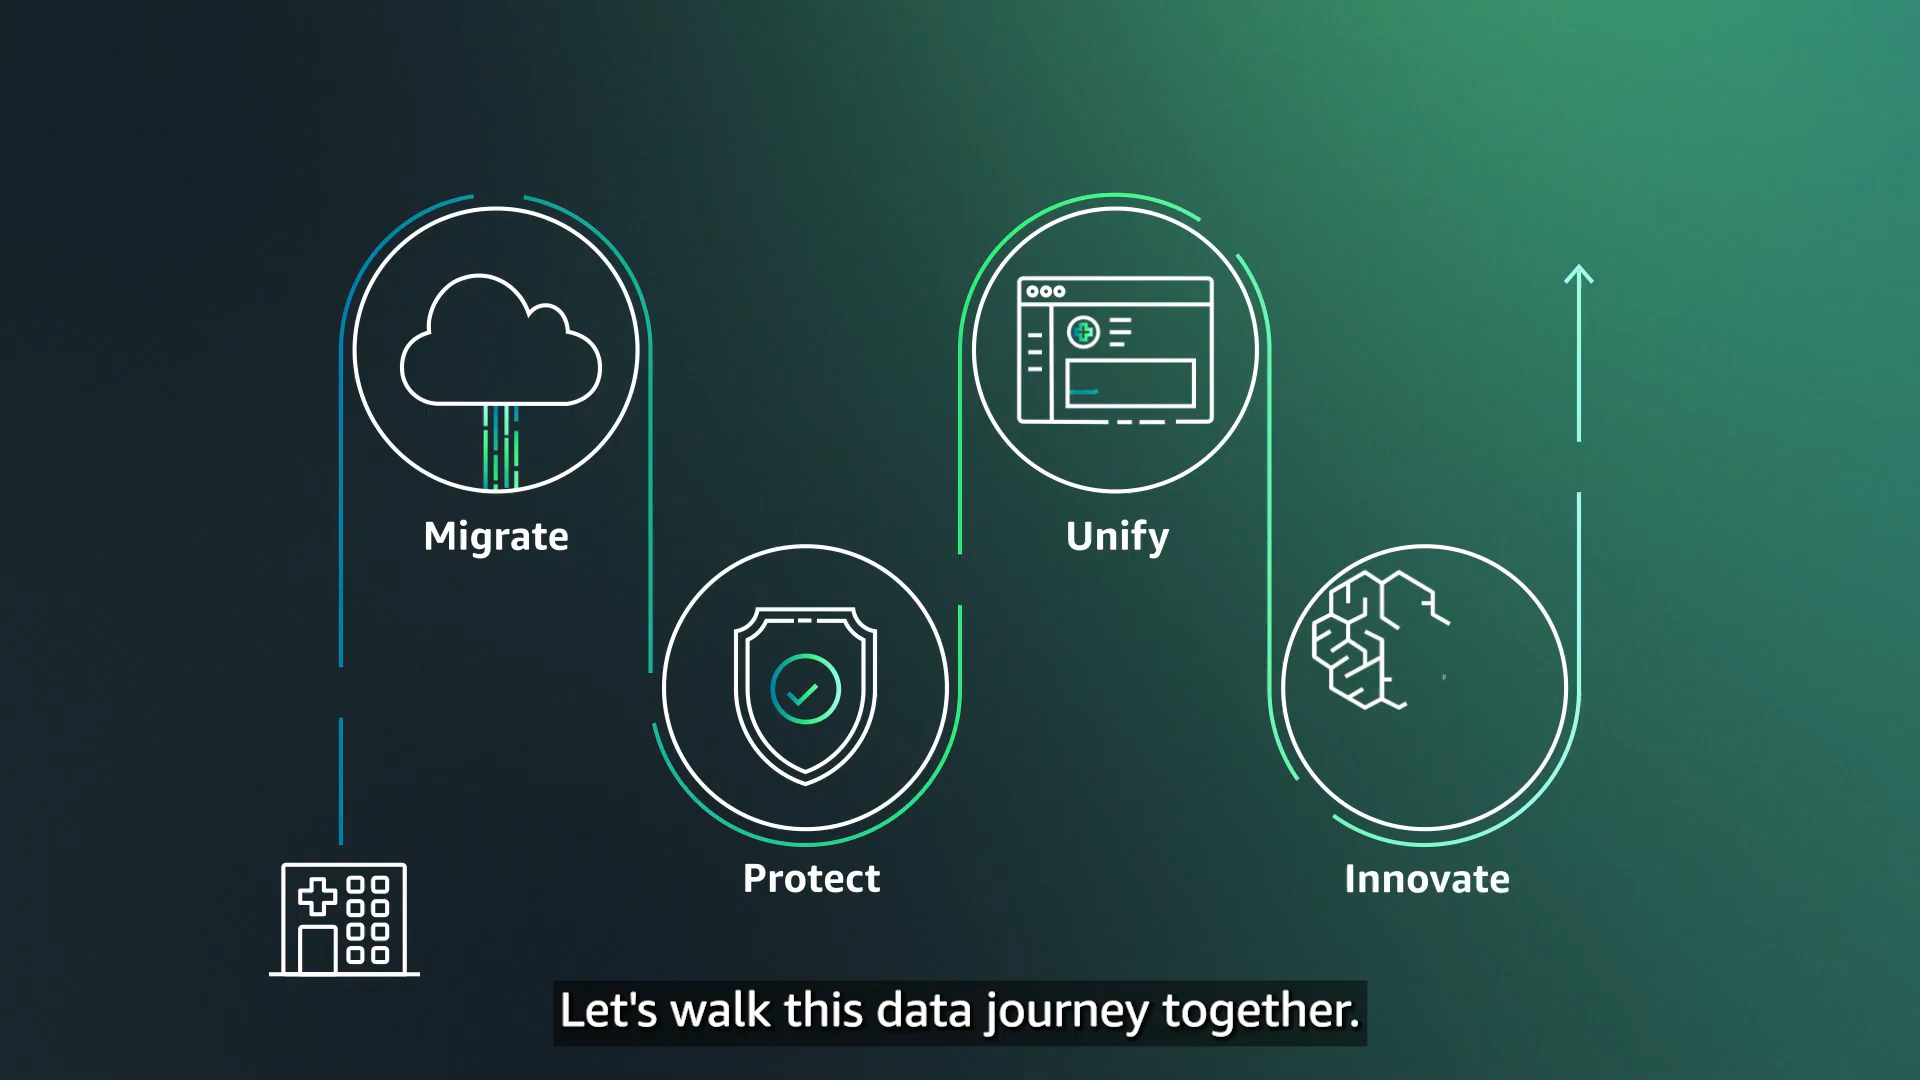 Migrate
Unify
Protect
Innovate
Let's walk this data journey together.